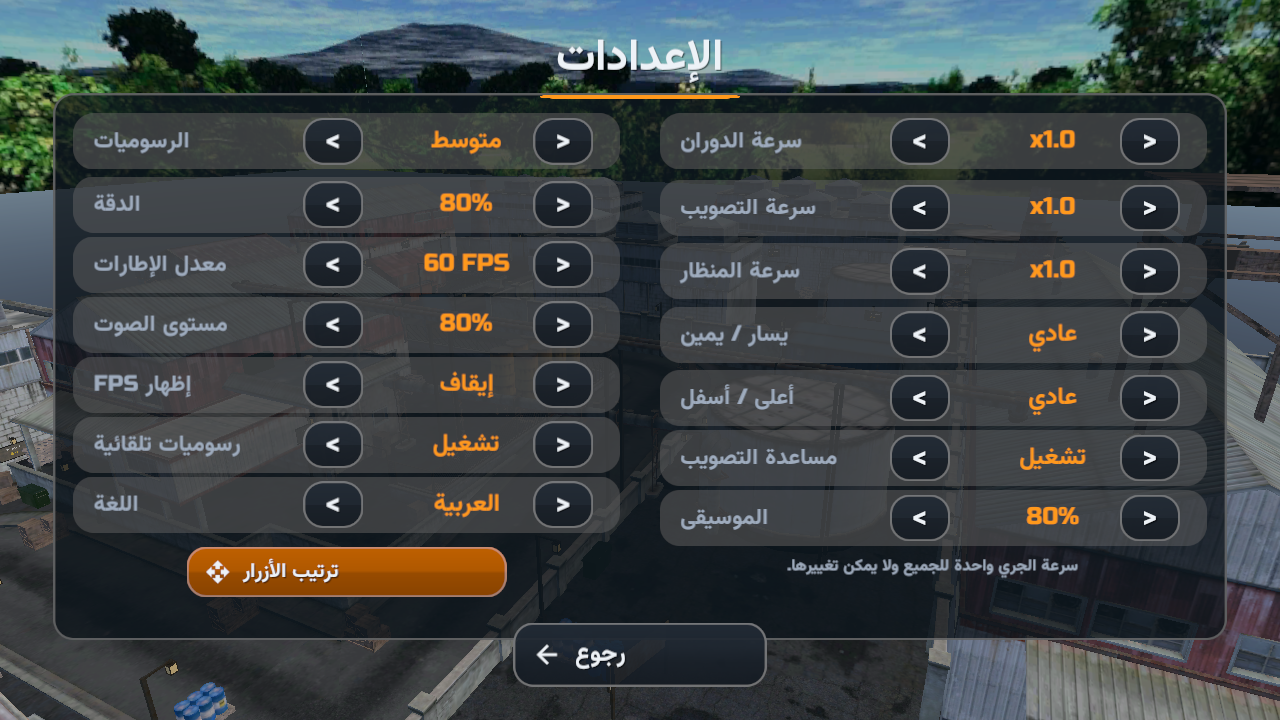 الإعدادات
الرسوميات < متوسط >
الدقة < 80% >
معدل الإطارات < 60 FPS >
مستوى الصوت < 80% >
إظهار FPS < إيقاف >
رسوميات تلقائية < تشغيل >
اللغة < العربية >
ترتيب الأزرار
سرعة الدوران < x1.0 >
سرعة التصويب < x1.0 >
سرعة المنظار < x1.0 >
يسار / يمين < عادي >
أعلى / أسفل < عادي >
مساعدة التصويب < تشغيل >
الموسيقى < 80% >
سرعة الجري واحدة للجميع ولا يمكن تغييرها.
رجوع ←